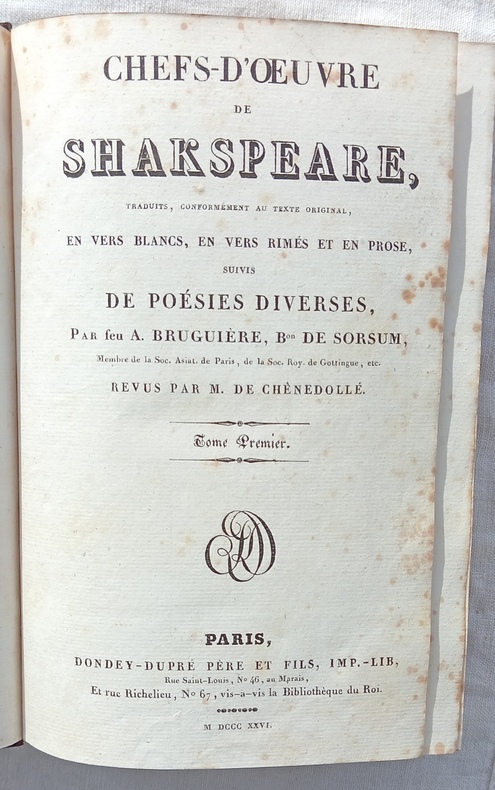 CHEFS-D'ŒUVRE
DE
SHAKSPEARE,
TRADUITS, CONFORMÉMENT AU TEXTE ORIGINAL,
EN VERS BLANCS, EN VERS RIMÉS ET EN PROSE,
SUIVIS
DE POÉSIES DIVERSES,
PAR feu A. BRUGUIÈRE, Bon DE SORSUM,
Membre de la Soc. Asiat. de Paris, de la Soc. Roy. de Gottingue, etc.
REVUS PAR M. DE CHÊNEDOLLÉ.
Tome Premier.
PARIS,
DONDEY-DUPRÉ PÈRE ET FILS, IMP.-LIB,
Rue Saint-Louis, No 46, au Marais,
Et rue Richelieu, No 67, vis-a-vis la Bibliothèque du Roi.
M DCCC XXVI.